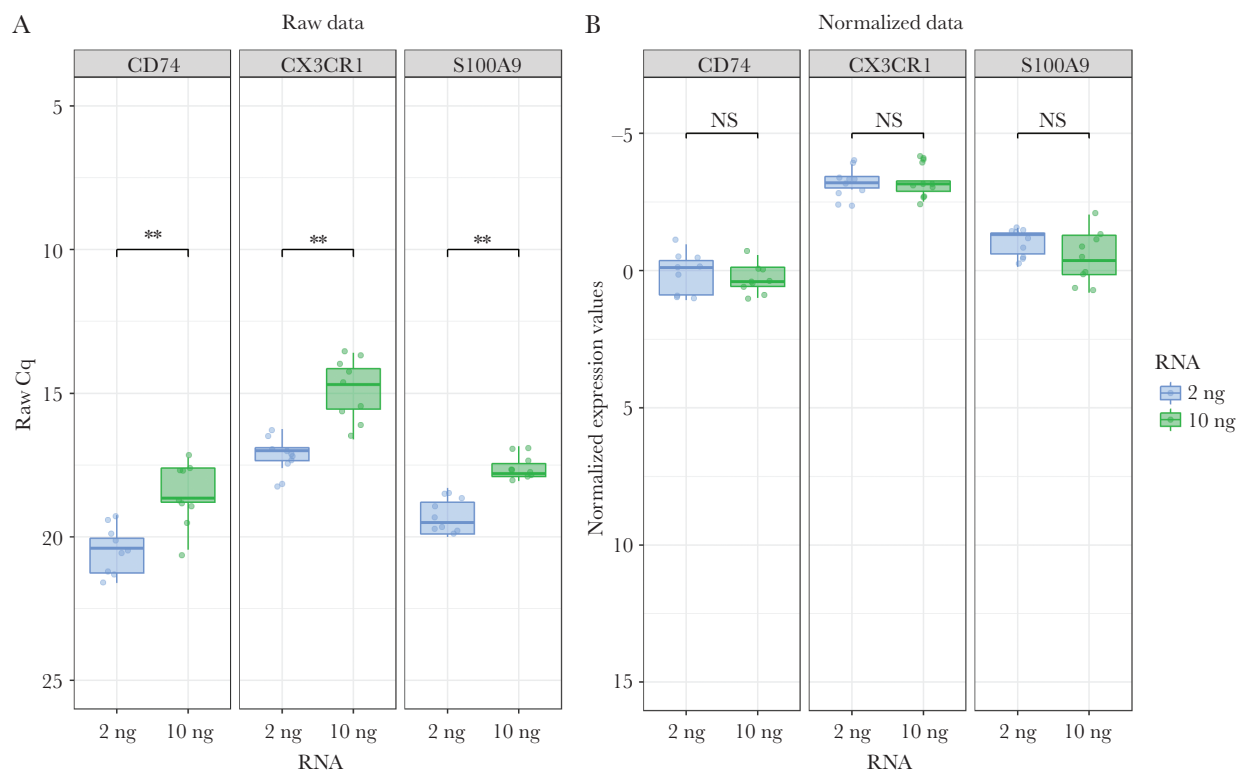 A
Raw data
CD74
CX3CR1
S100A9
5
10
15
20
25
Raw Cq
**
**
**
2 ng
10 ng
2 ng
10 ng
2 ng
10 ng
RNA
B
Normalized data
CD74
CX3CR1
S100A9
–5
0
5
10
15
Normalized expression values
NS
NS
NS
2 ng
10 ng
2 ng
10 ng
2 ng
10 ng
RNA
RNA
2 ng
10 ng